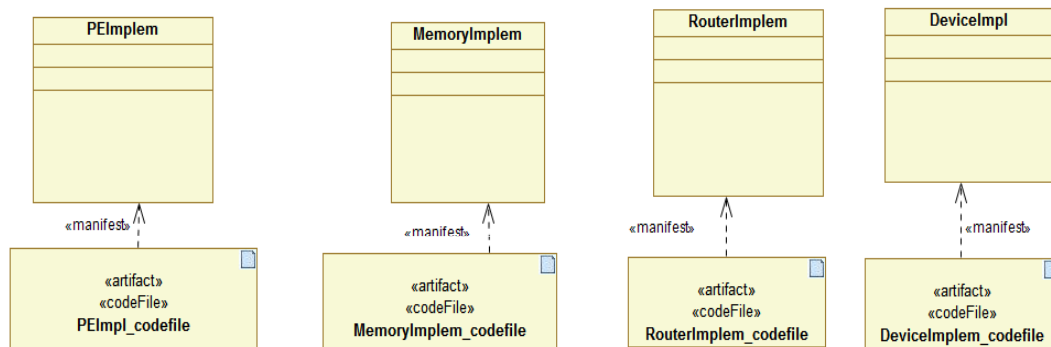 PEImplem
MemoryImplem
RouterImplem
DeviceImpl
«manifest»
«manifest»
«manifest»
«manifest»
«artifact»
«codeFile»
PEImpl_codefile
«artifact»
«codeFile»
MemoryImplem_codefile
«artifact»
«codeFile»
RouterImplem_codefile
«artifact»
«codeFile»
DeviceImplem_codefile